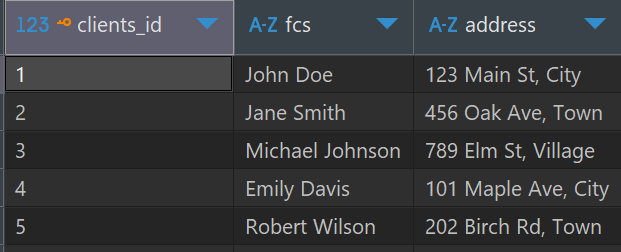 123 clients_id A-Z fcs A-Z address
1 John Doe 123 Main St, City
2 Jane Smith 456 Oak Ave, Town
3 Michael Johnson 789 Elm St, Village
4 Emily Davis 101 Maple Ave, City
5 Robert Wilson 202 Birch Rd, Town